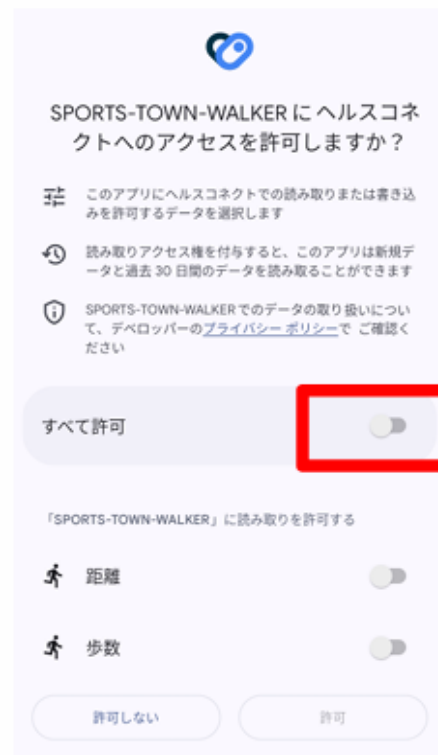 SPORTS-TOWN-WALKER にヘルスコネ
クトへのアクセスを許可しますか？
このアプリにヘルスコネクトでの読み取りまたは書き込
みを許可するデータを選択します
読み取りアクセス権を付与すると、このアプリは新規デ
ータと過去 30 日間のデータを読み取ることができます
SPORTS-TOWN-WALKER でのデータの取り扱いについ
て、デベロッパーのプライバシー ポリシーで ご確認く
ださい
すべて許可
「SPORTS-TOWN-WALKER」に読み取りを許可する
距離
歩数
許可しない
許可